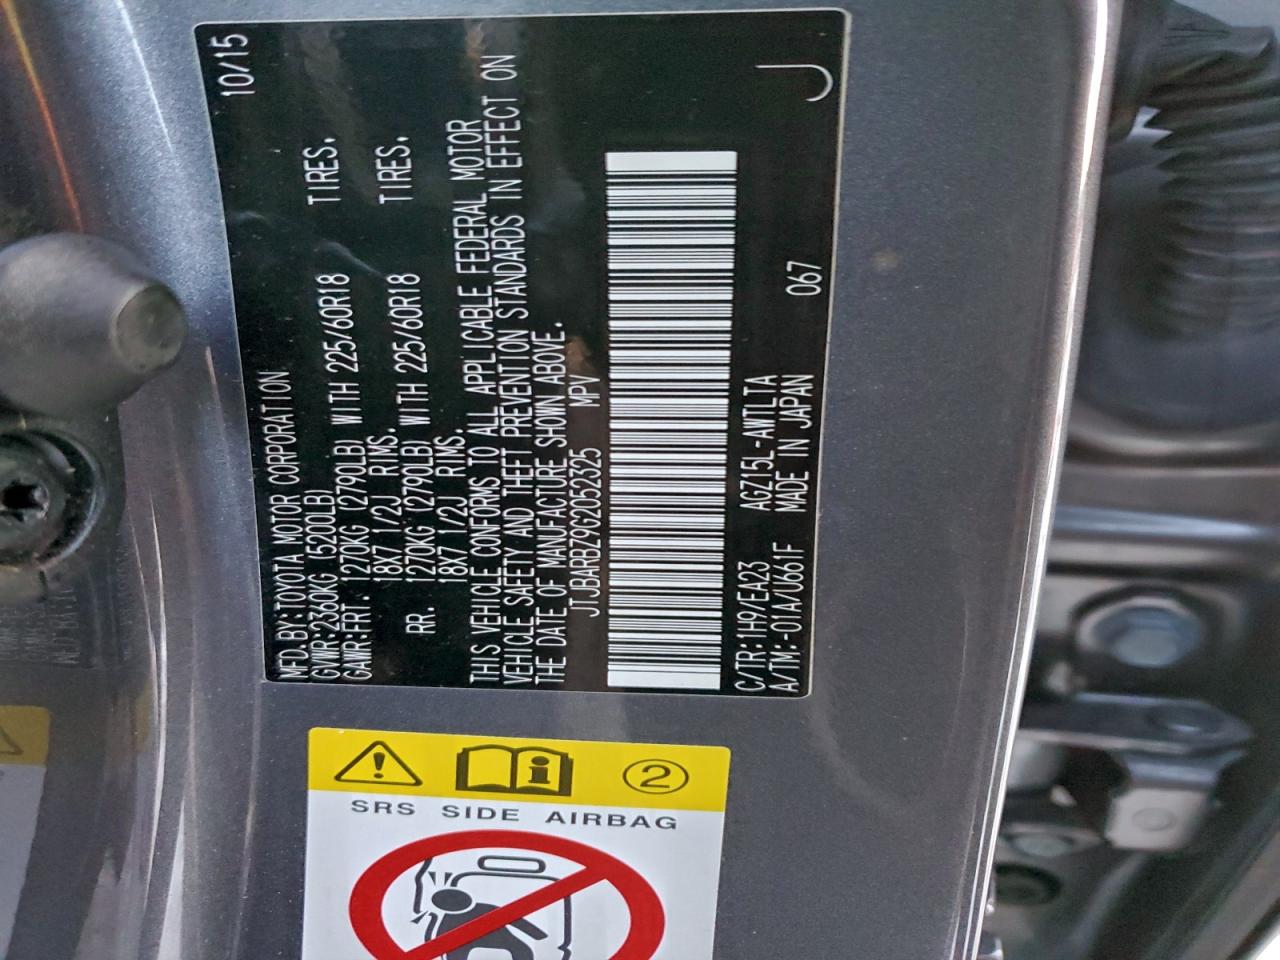 MFD.BY:TOYOTA MOTOR CORPORATION 10/15
GVWR:2360KG (5200LB)
GAWR:FRT. 1270KG (2790LB) WITH 225/60R18 TIRES.
18X7 1/2J RIMS.
RR. 1270KG (2790LB) WITH 225/60R18 TIRES.
18X7 1/2J RIMS.
THIS VEHICLE CONFORMS TO ALL APPLICABLE FEDERAL MOTOR
VEHICLE SAFETY AND THEFT PREVENTION STANDARDS IN EFFECT ON
THE DATE OF MANUFACTURE SHOWN ABOVE.
JTJBARBZ9G2052325 MPV
C/TR:1H9/EA23 AGZ15L-AWTLTA
A/TM:-01A/U661F MADE IN JAPAN 067 J
2
SRS SIDE AIRBAG